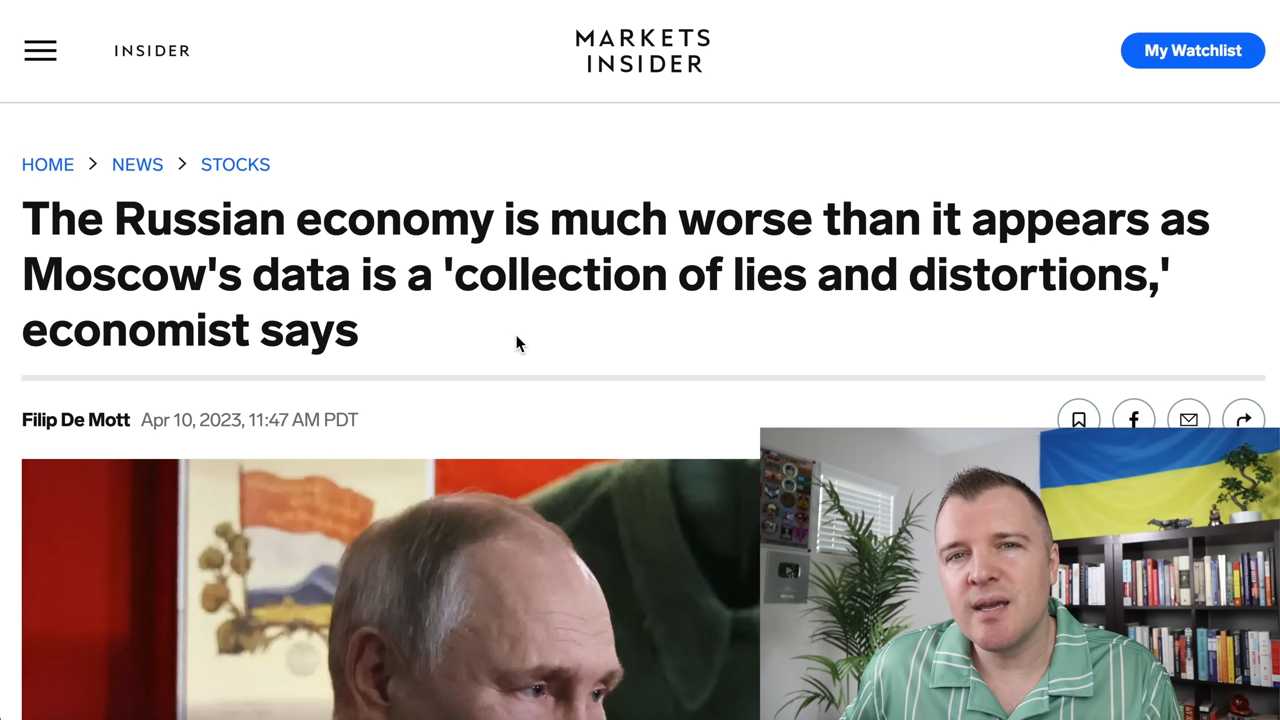 INSIDER
MARKETS
INSIDER
My Watchlist
HOME > NEWS > STOCKS
The Russian economy is much worse than it appears as
Moscow's data is a 'collection of lies and distortions,'
economist says
Filip De Mott Apr 10, 2023, 11:47 AM PDT